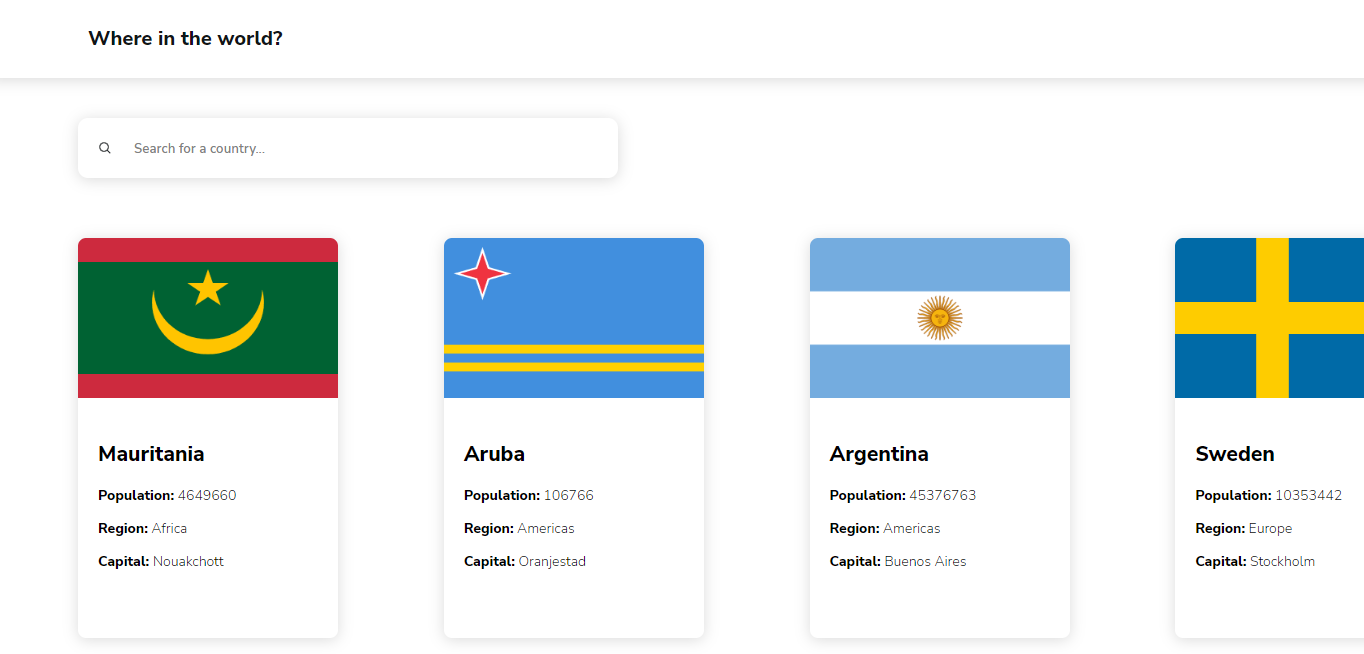 Where in the world?
Search for a country...
Mauritania
Population: 4649660
Region: Africa
Capital: Nouakchott
Aruba
Population: 106766
Region: Americas
Capital: Oranjestad
Argentina
Population: 45376763
Region: Americas
Capital: Buenos Aires
Sweden
Population: 10353442
Region: Europe
Capital: Stockholm